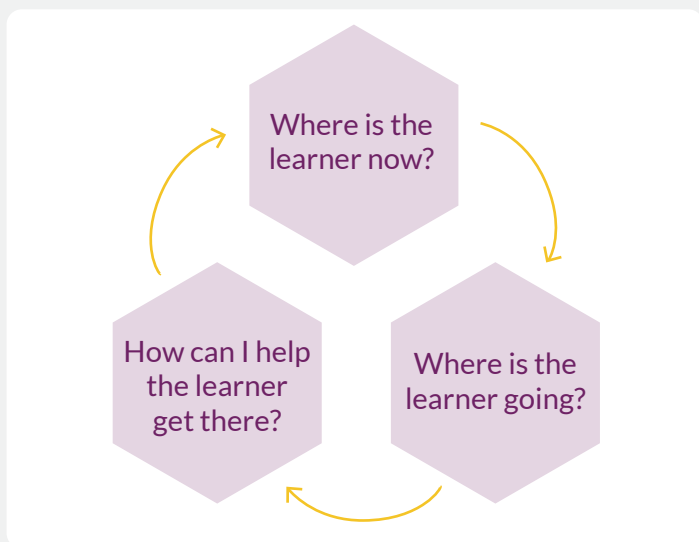 Where is the
learner now?
Where is the
learner going?
How can I help
the learner
get there?